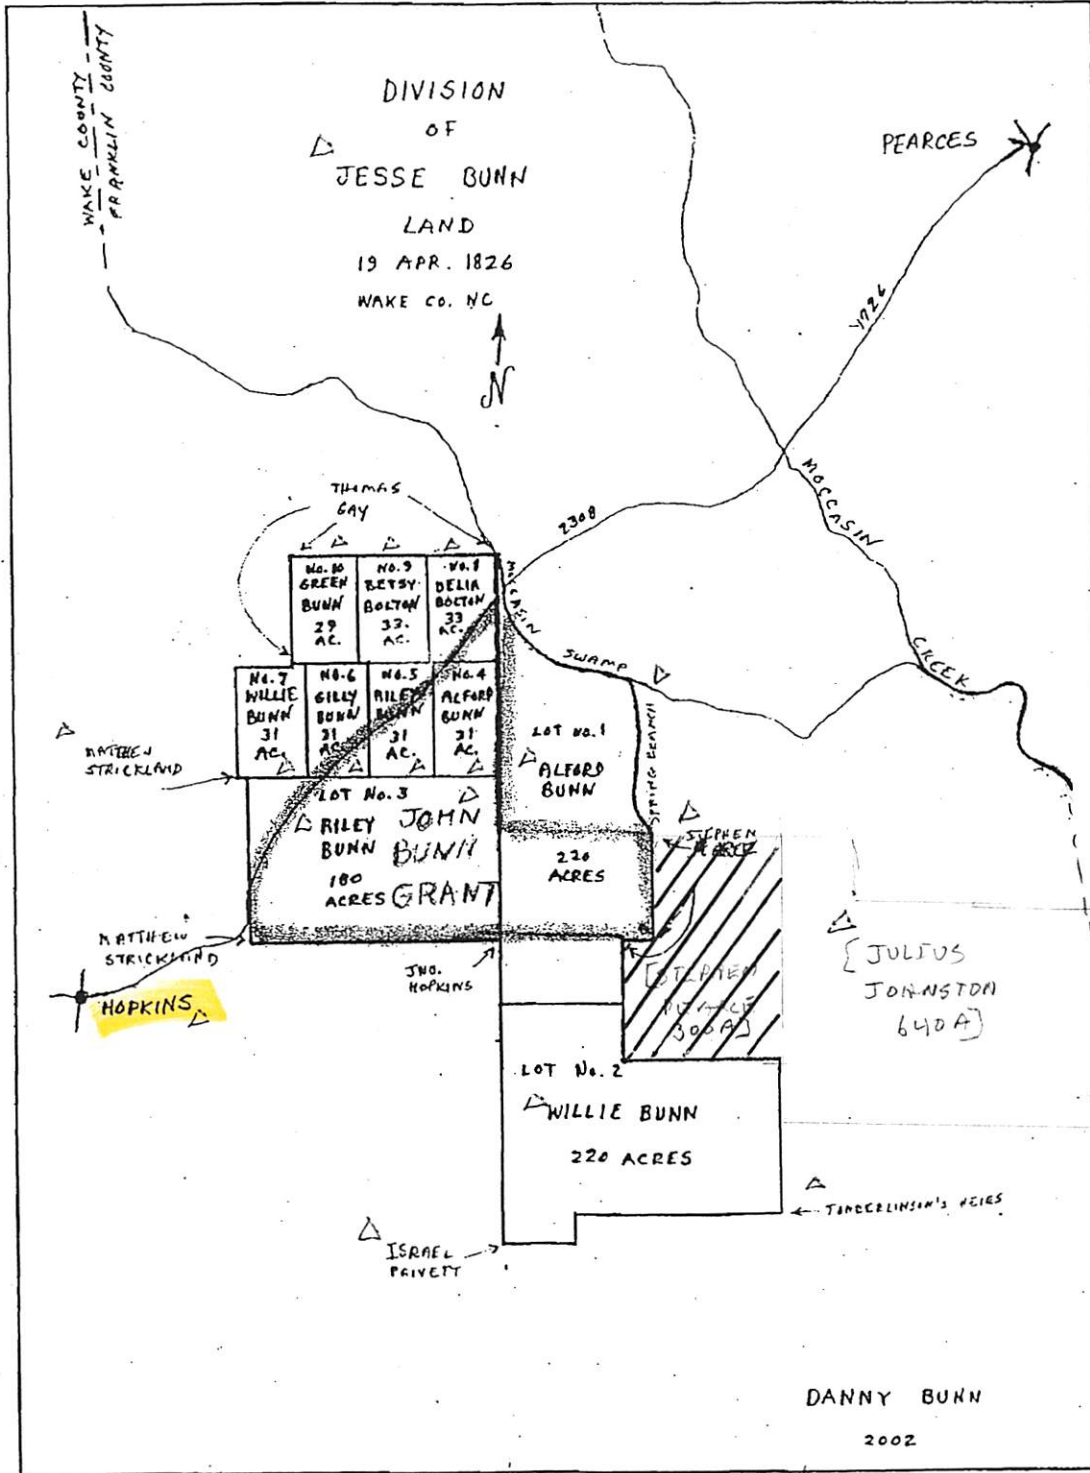 WAKE COUNTY
FRANKLIN COUNTY
DIVISION
OF
JESSE BUNN
LAND
19 APR. 1826
WAKE CO. NC
N
PEARCES
1726
MOCCASIN
CREEK
2308
THOMAS
GAY
No. 10
GREEN
BUNN
29
AC.
No. 9
BETSY
BOLTON
33
AC.
DELIA
BOLTON
33
AC.
MOCCASIN
SWAMP
No. 7
WILLIE
BUNN
31
AC.
No. 6
GILLY
BUNN
31
AC.
No. 5
RILEY
BUNN
31
AC.
No. 4
ALFORD
BUNN
31
AC.
LOT No. 1
ALFORD
BUNN
220
ACRES
SPRING BRANCH
MATTHEW
STRICKLAND
LOT No. 3
RILEY
BUNN
180
ACRES
JOHN
BUNN
GRANT
STEPHEN
MATTHEW
STRICKLAND
HOPKINS
JNO.
HOPKINS
[STEPHEN
PEARCE
300A]
[JULIUS
JOHNSTON
640A]
LOT No. 2
WILLIE BUNN
220 ACRES
HEIRS
ISRAEL
PRIVETT
DANNY BUNN
2002